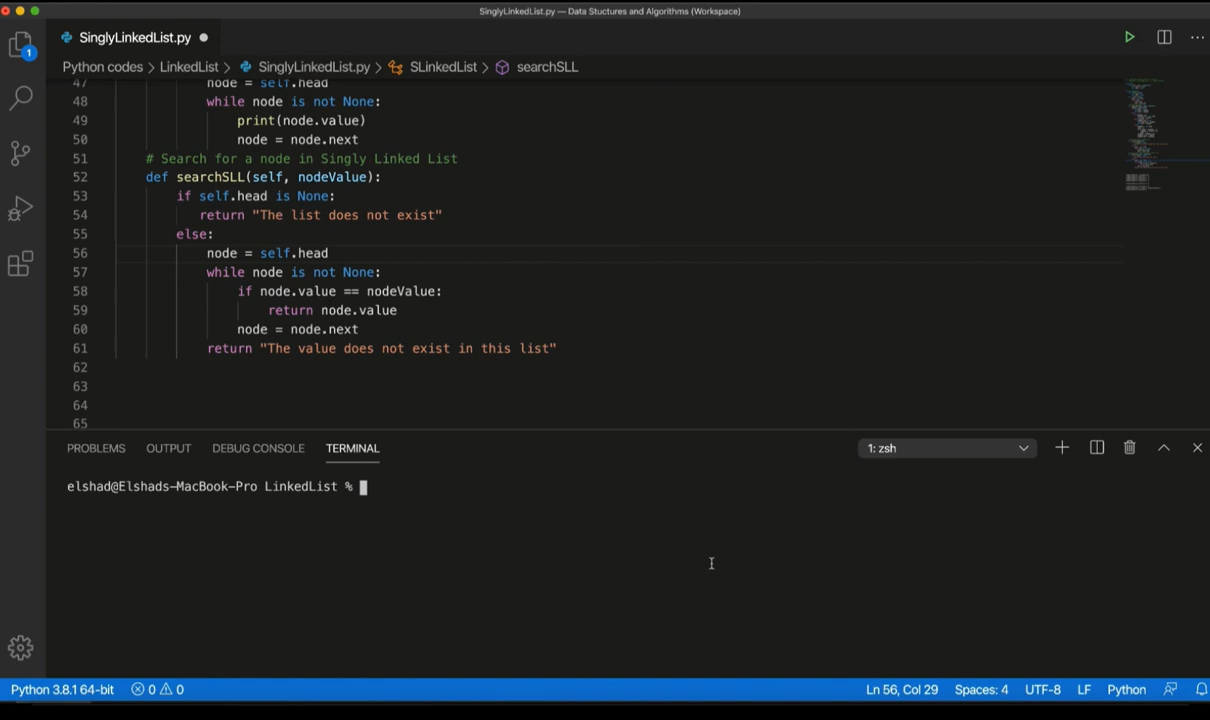 SinglyLinkedList.py — Data Stuctures and Algorithms (Workspace)
SinglyLinkedList.py
1
Python codes > LinkedList > SinglyLinkedList.py > SLinkedList > searchSLL
47 node = self.head
48 while node is not None:
49 print(node.value)
50 node = node.next
51 # Search for a node in Singly Linked List
52 def searchSLL(self, nodeValue):
53 if self.head is None:
54 return "The list does not exist"
55 else:
56 node = self.head
57 while node is not None:
58 if node.value == nodeValue:
59 return node.value
60 node = node.next
61 return "The value does not exist in this list"
62
63
64
65
PROBLEMS OUTPUT DEBUG CONSOLE TERMINAL 1: zsh
elshad@Elshads-MacBook-Pro LinkedList %
Python 3.8.1 64-bit 0 0 Ln 56, Col 29 Spaces: 4 UTF-8 LF Python